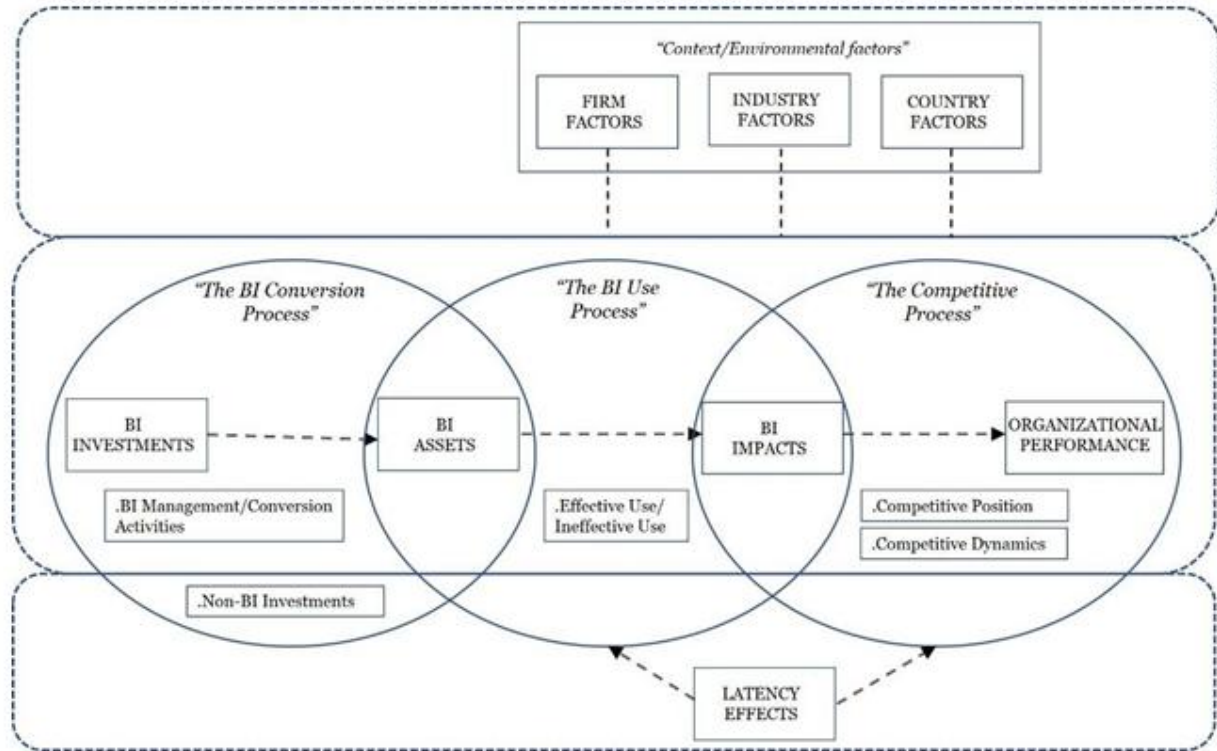 “Context/Environmental factors”
FIRM
FACTORS
INDUSTRY
FACTORS
COUNTRY
FACTORS
“The BI Conversion
Process”
“The BI Use
Process”
“The Competitive
Process”
BI
INVESTMENTS
BI
ASSETS
BI
IMPACTS
ORGANIZATIONAL
PERFORMANCE
.BI Management/Conversion
Activities
.Effective Use/
Ineffective Use
.Competitive Position
.Competitive Dynamics
.Non-BI Investments
LATENCY
EFFECTS